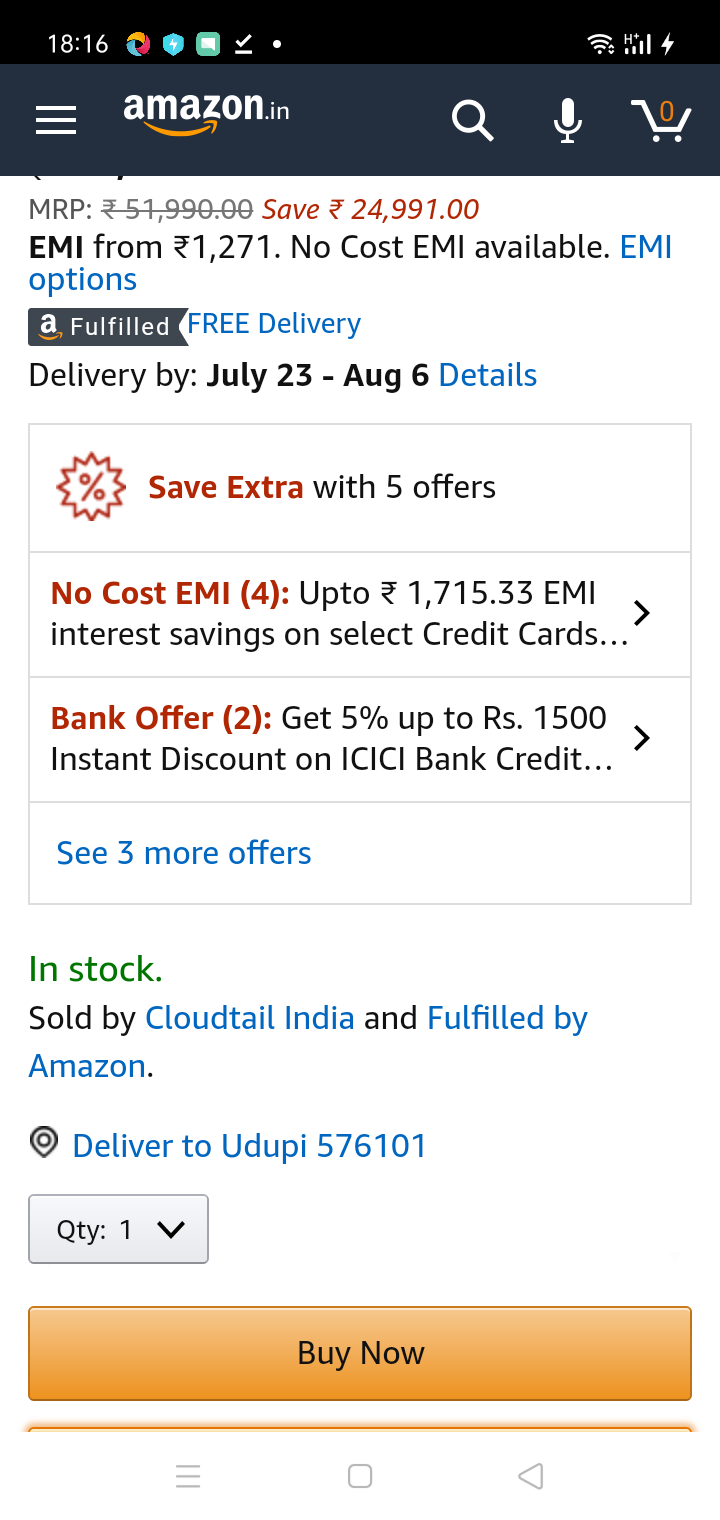 18:16
H+
amazon.in
0
MRP: ₹ 51,990.00 Save ₹ 24,991.00
EMI from ₹1,271. No Cost EMI available. EMI
options
a Fulfilled FREE Delivery
Delivery by: July 23 - Aug 6 Details
% Save Extra with 5 offers
No Cost EMI (4): Upto ₹ 1,715.33 EMI
interest savings on select Credit Cards…
Bank Offer (2): Get 5% up to Rs. 1500
Instant Discount on ICICI Bank Credit…
See 3 more offers
In stock.
Sold by Cloudtail India and Fulfilled by
Amazon.
Deliver to Udupi 576101
Qty: 1
Buy Now